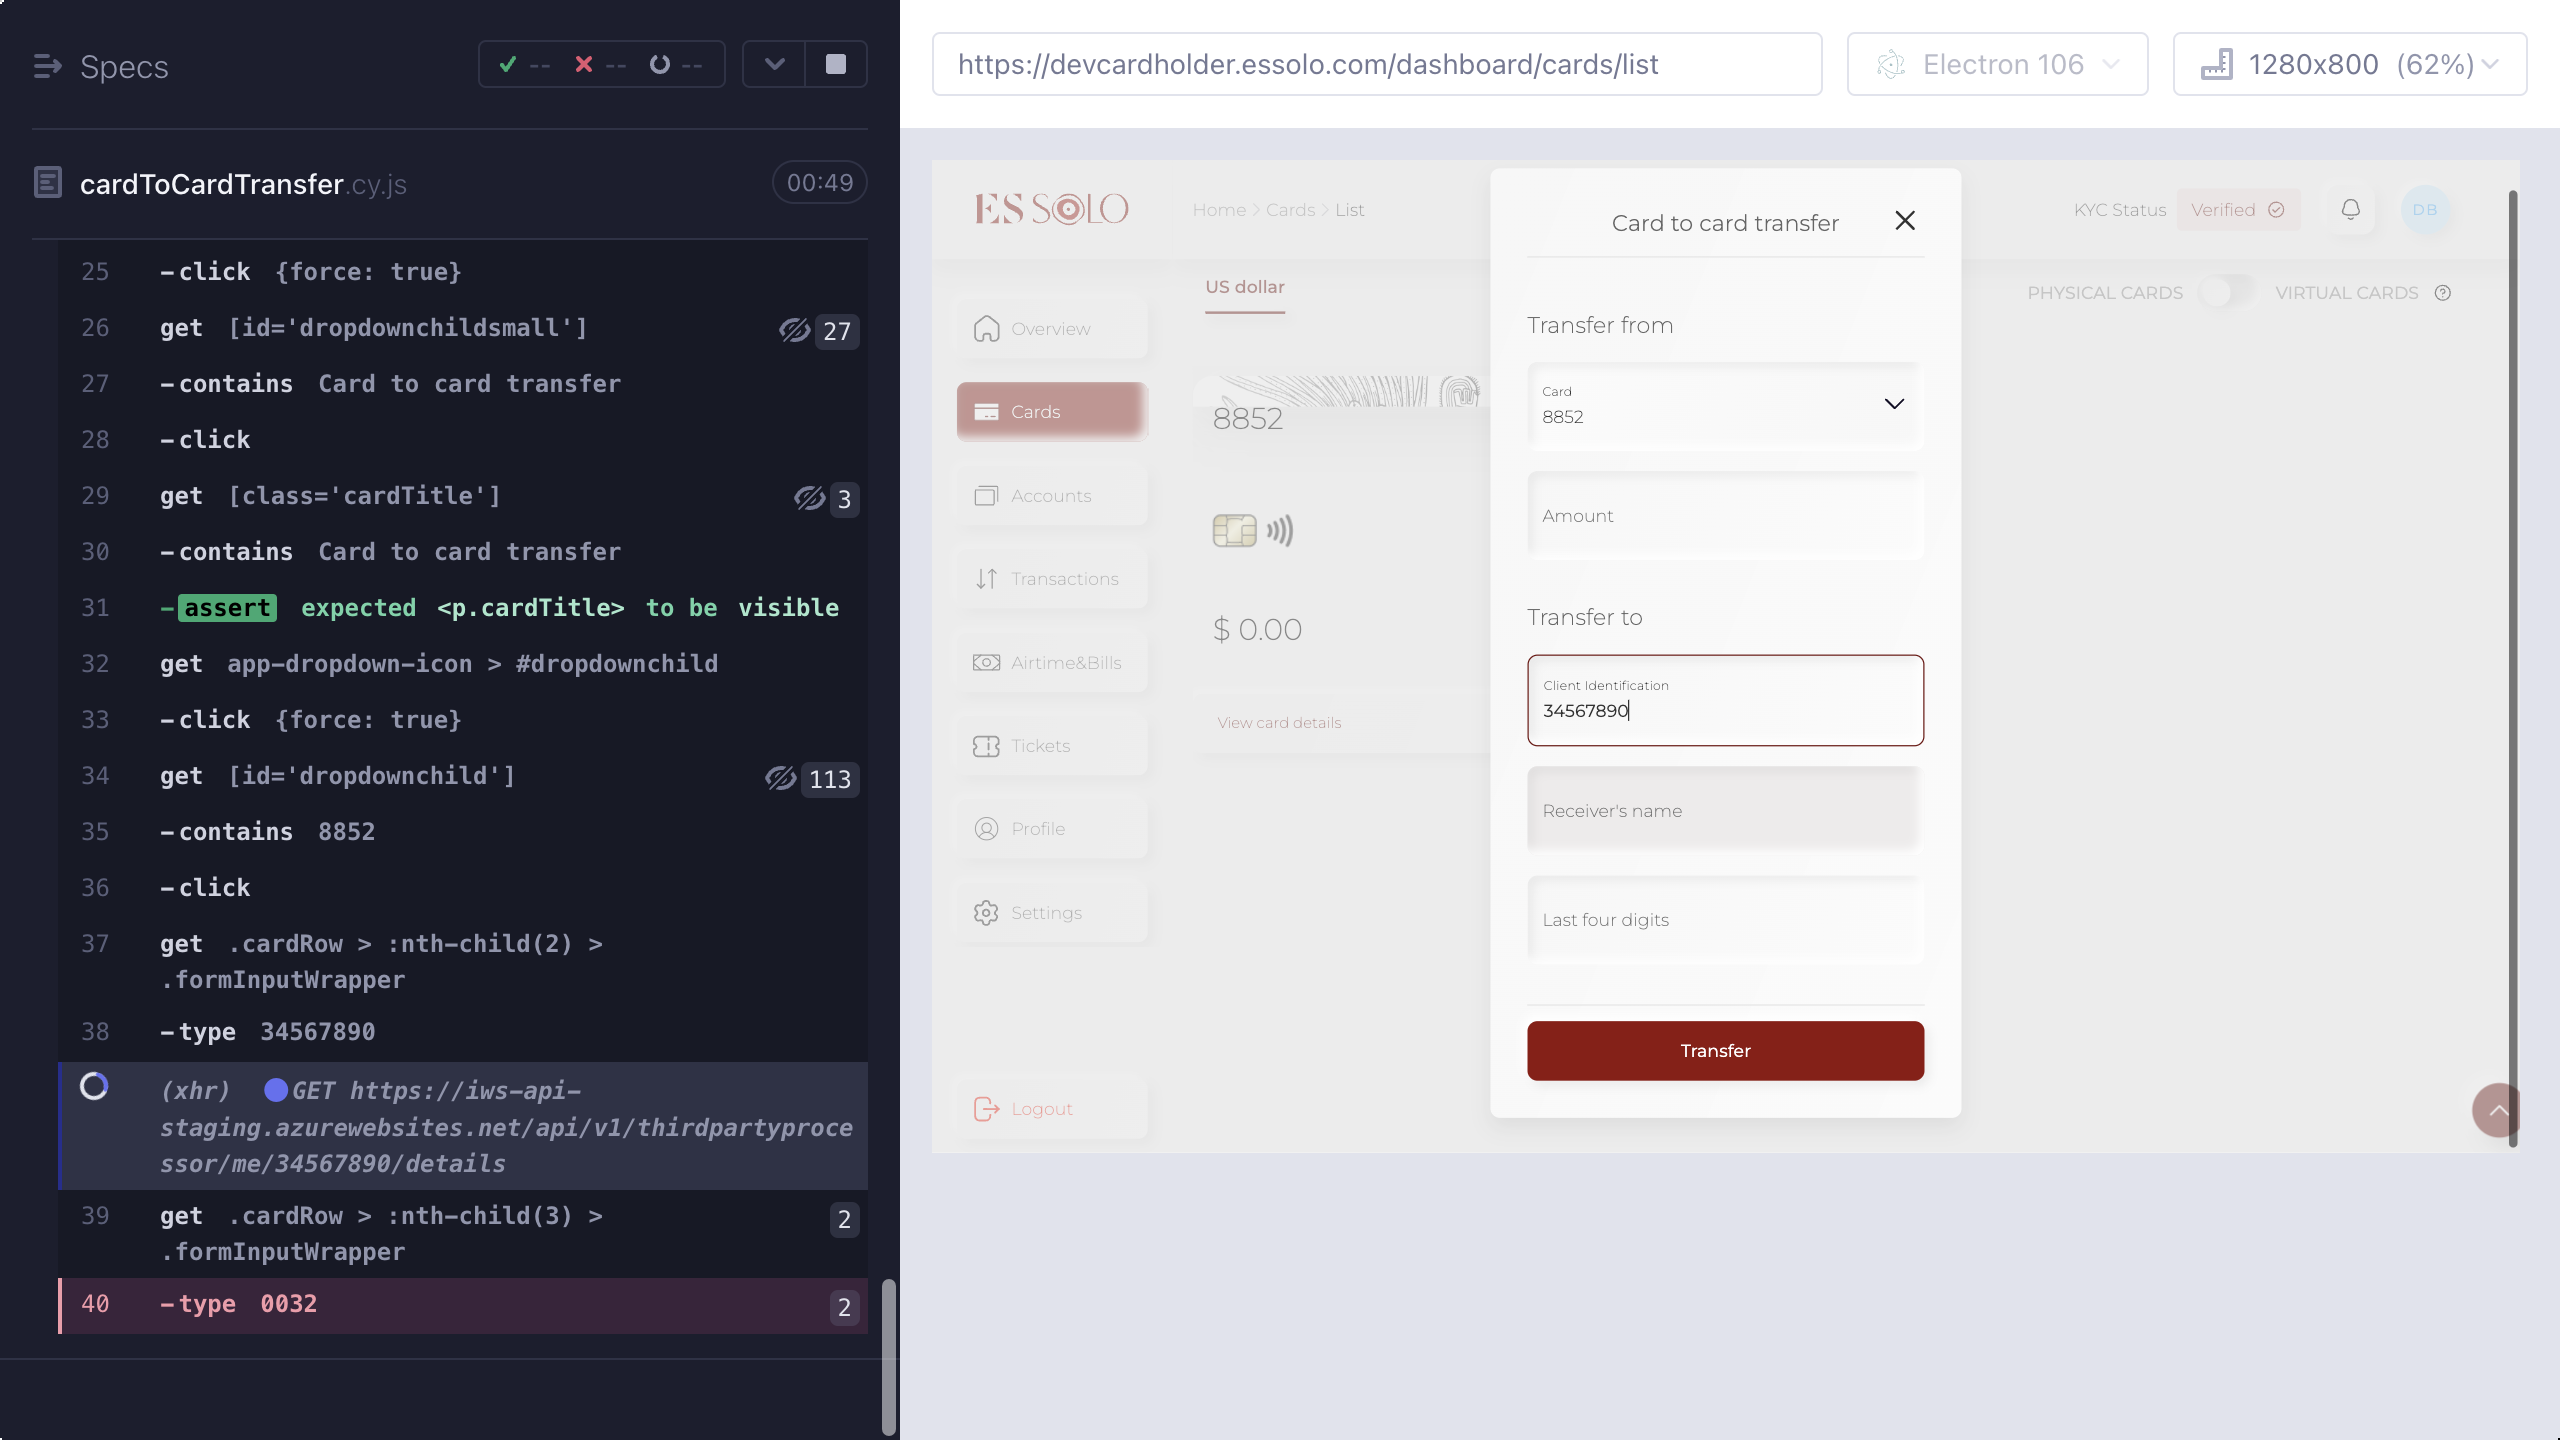 Specs
-- -- --
cardToCardTransfer.cy.js
00:49
25 -click {force: true}
26 get [id='dropdownchildsmall'] 27
27 -contains Card to card transfer
28 -click
29 get [class='cardTitle'] 3
30 -contains Card to card transfer
31 -assert expected <p.cardTitle> to be visible
32 get app-dropdown-icon > #dropdownchild
33 -click {force: true}
34 get [id='dropdownchild'] 113
35 -contains 8852
36 -click
37 get .cardRow > :nth-child(2) >
.formInputWrapper
38 -type 34567890
(xhr) GET https://iws-api-
staging.azurewebsites.net/api/v1/thirdpartyproce
ssor/me/34567890/details
39 get .cardRow > :nth-child(3) > 2
.formInputWrapper
40 -type 0032 2
https://devcardholder.essolo.com/dashboard/cards/list
Electron 106
1280x800 (62%)
ES SOLO
Home > Cards > List
KYC Status
Verified
DB
Overview
Cards
Accounts
Transactions
Airtime&Bills
Tickets
Profile
Settings
Logout
US dollar
PHYSICAL CARDS
VIRTUAL CARDS
8852
$ 0.00
View card details
Card to card transfer
Transfer from
Card
8852
Amount
Transfer to
Client Identification
34567890
Receiver's name
Last four digits
Transfer